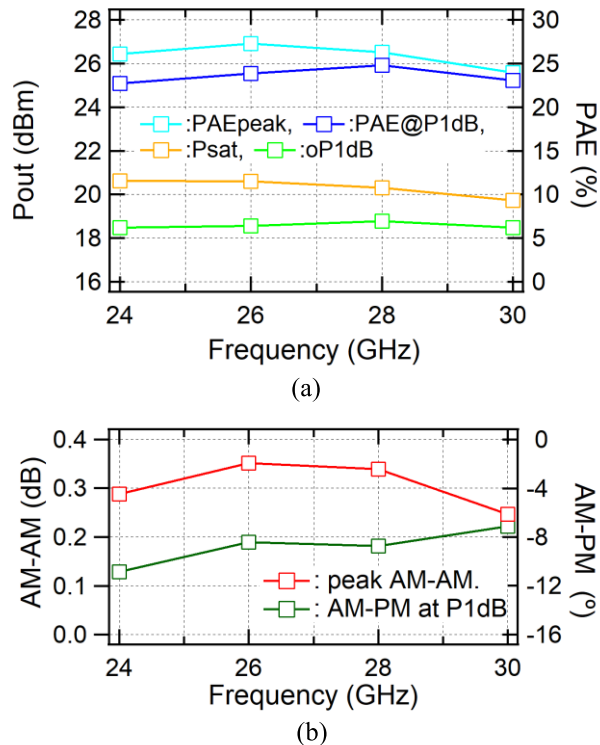 28
26
24
22
20
18
16
Pout (dBm)
30
25
20
15
10
5
0
PAE (%)
:PAEpeak, :PAE@P1dB,
:Psat, :oP1dB
24 26 28 30
Frequency (GHz)
(a)
0.4
0.3
0.2
0.1
0.0
AM-AM (dB)
0
-4
-8
-12
-16
AM-PM (º)
: peak AM-AM.
: AM-PM at P1dB
24 26 28 30
Frequency (GHz)
(b)